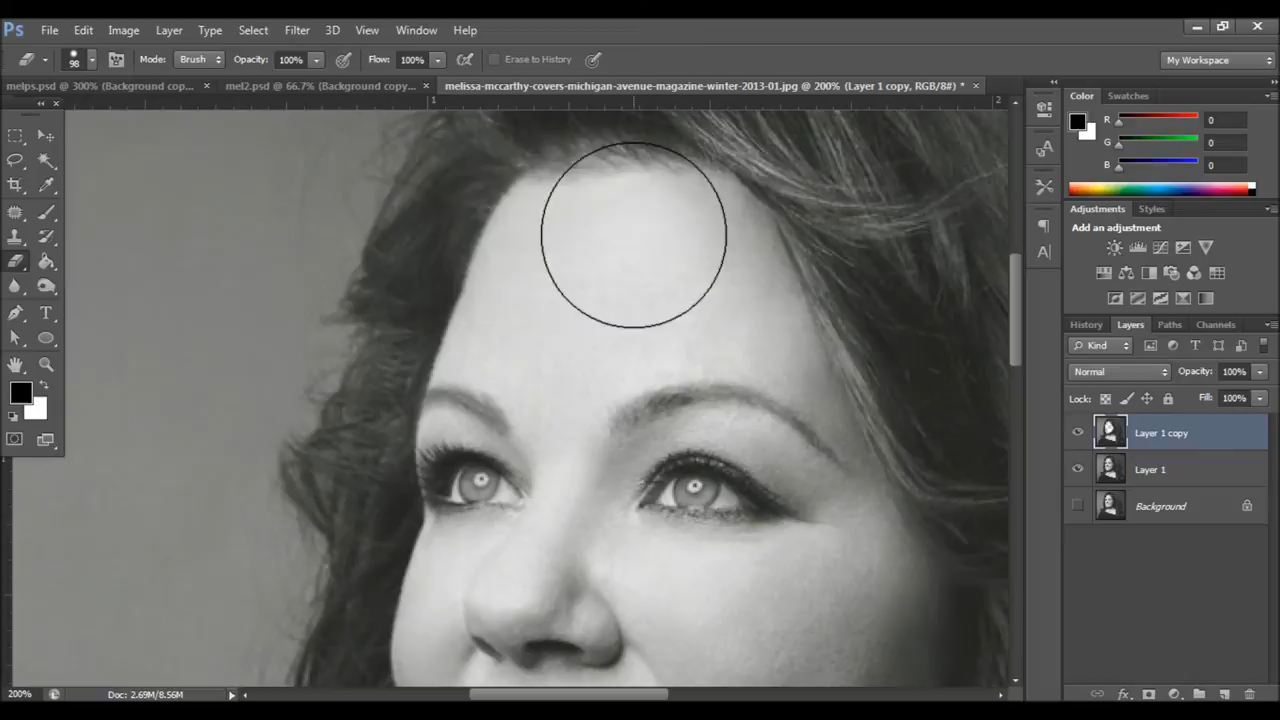 Ps File Edit Image Layer Type Select Filter 3D View Window Help
98 Mode: Brush Opacity: 100% Flow: 100% Erase to History My Workspace
melps.psd @ 300% (Background cop... × mel2.psd @ 66.7% (Background copy... × melissa-mccarthy-covers-michigan-avenue-magazine-winter-2013-01.jpg @ 200% (Layer 1 copy, RGB/8#) * ×
1 2
Color Swatches
R 0
G 0
B 0
Adjustments Styles
Add an adjustment
History Layers Paths Channels
Kind
Normal Opacity: 100%
Lock: Fill: 100%
Layer 1 copy
Layer 1
Background
200% Doc: 2.69M/8.56M